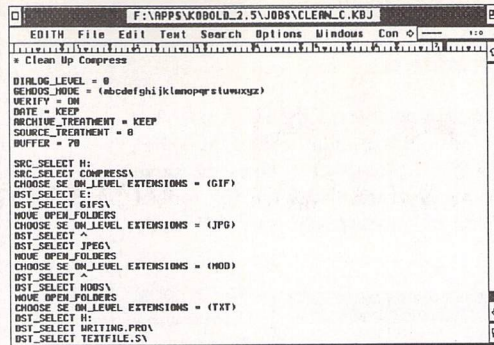 F:\APPS\KOBOLD_2.5\JOBS\CLEAN_C.KBJ
EDITH File Edit Text Search Options Windows Con
1:0
* Clean Up Compress
DIALOG_LEVEL = 0
GEMDOS_MODE = (abcdefghijklmnopqrstuvwxyz)
VERIFY = ON
DATE = KEEP
ARCHIVE_TREATMENT = KEEP
SOURCE_TREATMENT = 0
BUFFER = 70
SRC_SELECT H:
SRC_SELECT COMPRESS\
CHOOSE SE ON_LEVEL EXTENSIONS = (GIF)
DST_SELECT E:
DST_SELECT GIFS\
MOVE OPEN_FOLDERS
CHOOSE SE ON_LEVEL EXTENSIONS = (JPG)
DST_SELECT ^
DST_SELECT JPEG\
MOVE OPEN_FOLDERS
CHOOSE SE ON_LEVEL EXTENSIONS = (MOD)
DST_SELECT ^
DST_SELECT MODS\
MOVE OPEN_FOLDERS
CHOOSE SE ON_LEVEL EXTENSIONS = (TXT)
DST_SELECT H:
DST_SELECT WRITING.PRO\
DST_SELECT TEXTFILE.S\